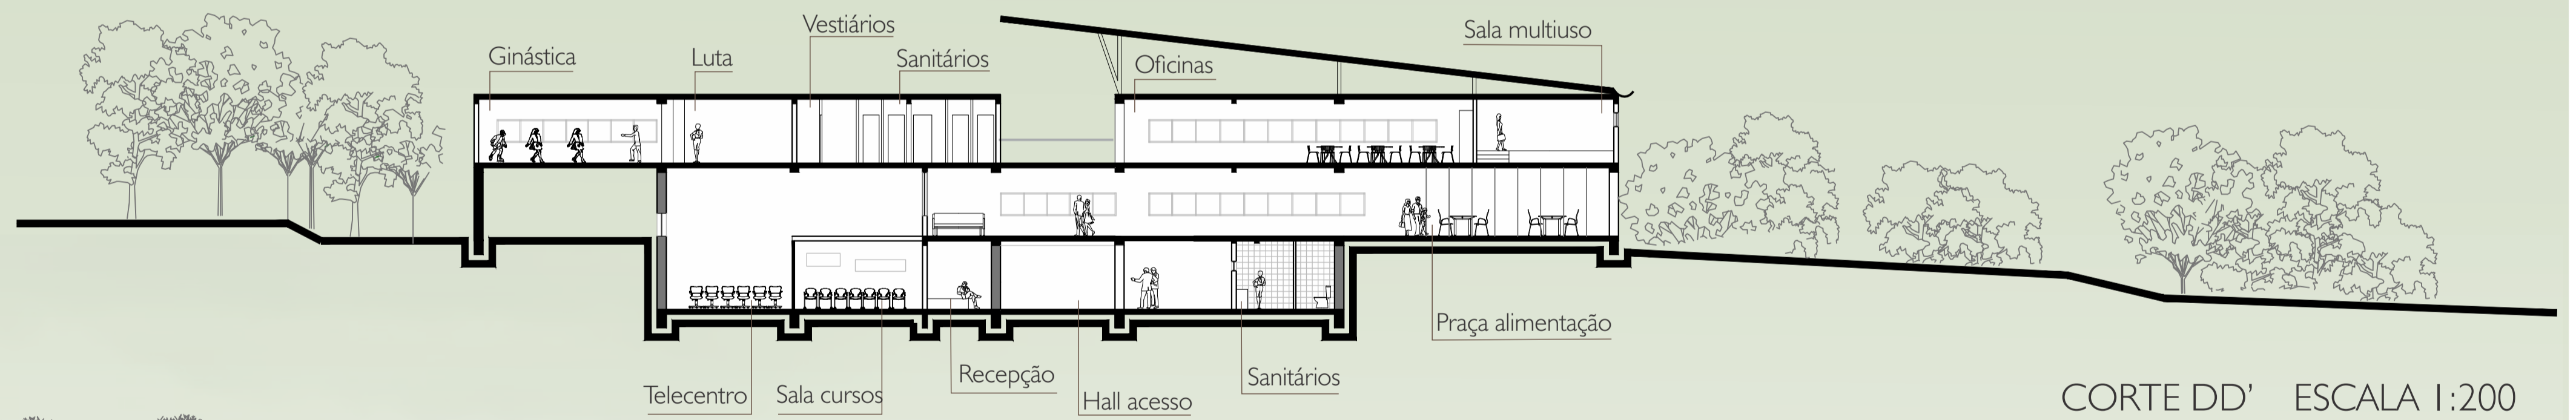 Vestiários
Sala multiuso
Ginástica
Luta
Sanitários
Oficinas
Praça alimentação
Recepção
Sanitários
Telecentro
Sala cursos
Hall acesso
CORTE DD' ESCALA 1:200